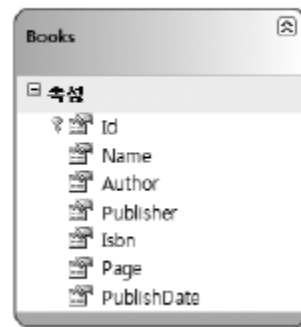 Books
속성
Id
Name
Author
Publisher
Isbn
Page
PublishDate